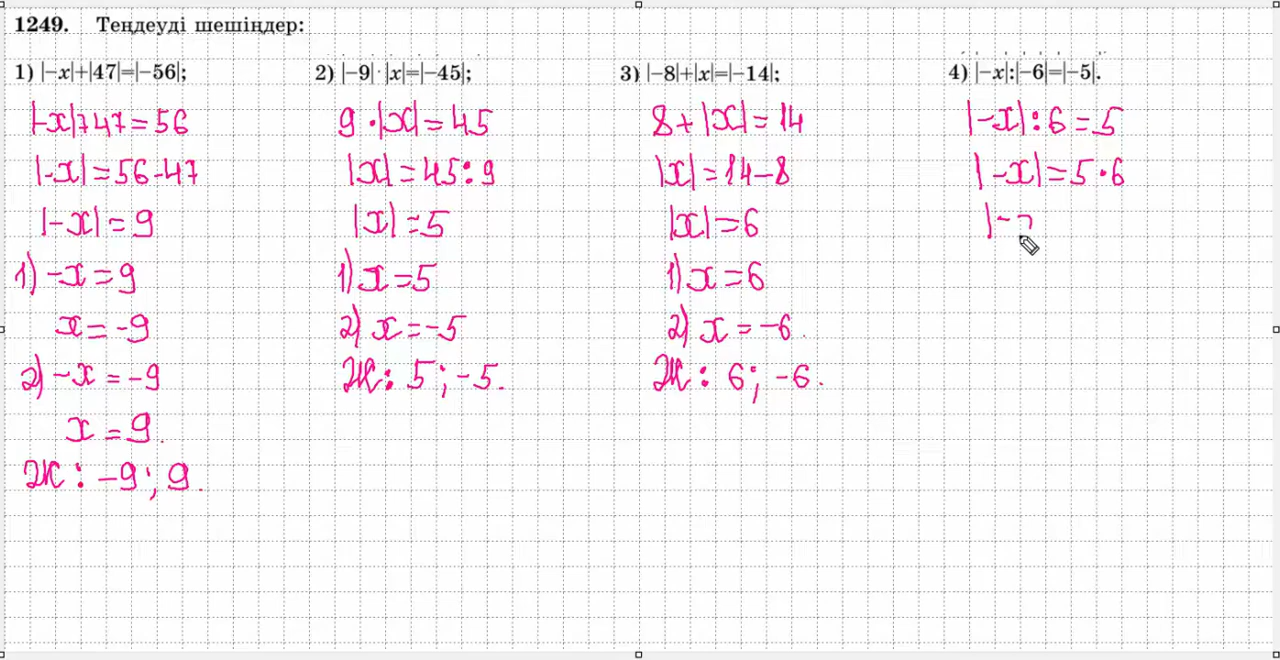 1249. Теңдеуді шешіңдер:
1) |−x|+|47|=|−56|;
|-x|+47=56
|-x|=56-47
|-x|=9
1) -x=9
x=-9
2) -x=-9
x=9.
Ж: -9; 9.
2) |−9|·|x|=|−45|;
9·|x|=45
|x|=45:9
|x|=5
1) x=5
2) x=-5
Ж: 5; -5.
3) |−8|+|x|=|−14|;
8+|x|=14
|x|=14-8
|x|=6
1) x=6
2) x=-6.
Ж: 6; -6.
4) |−x|:|−6|=|−5|.
|-x|:6=5
|-x|=5·6
|-